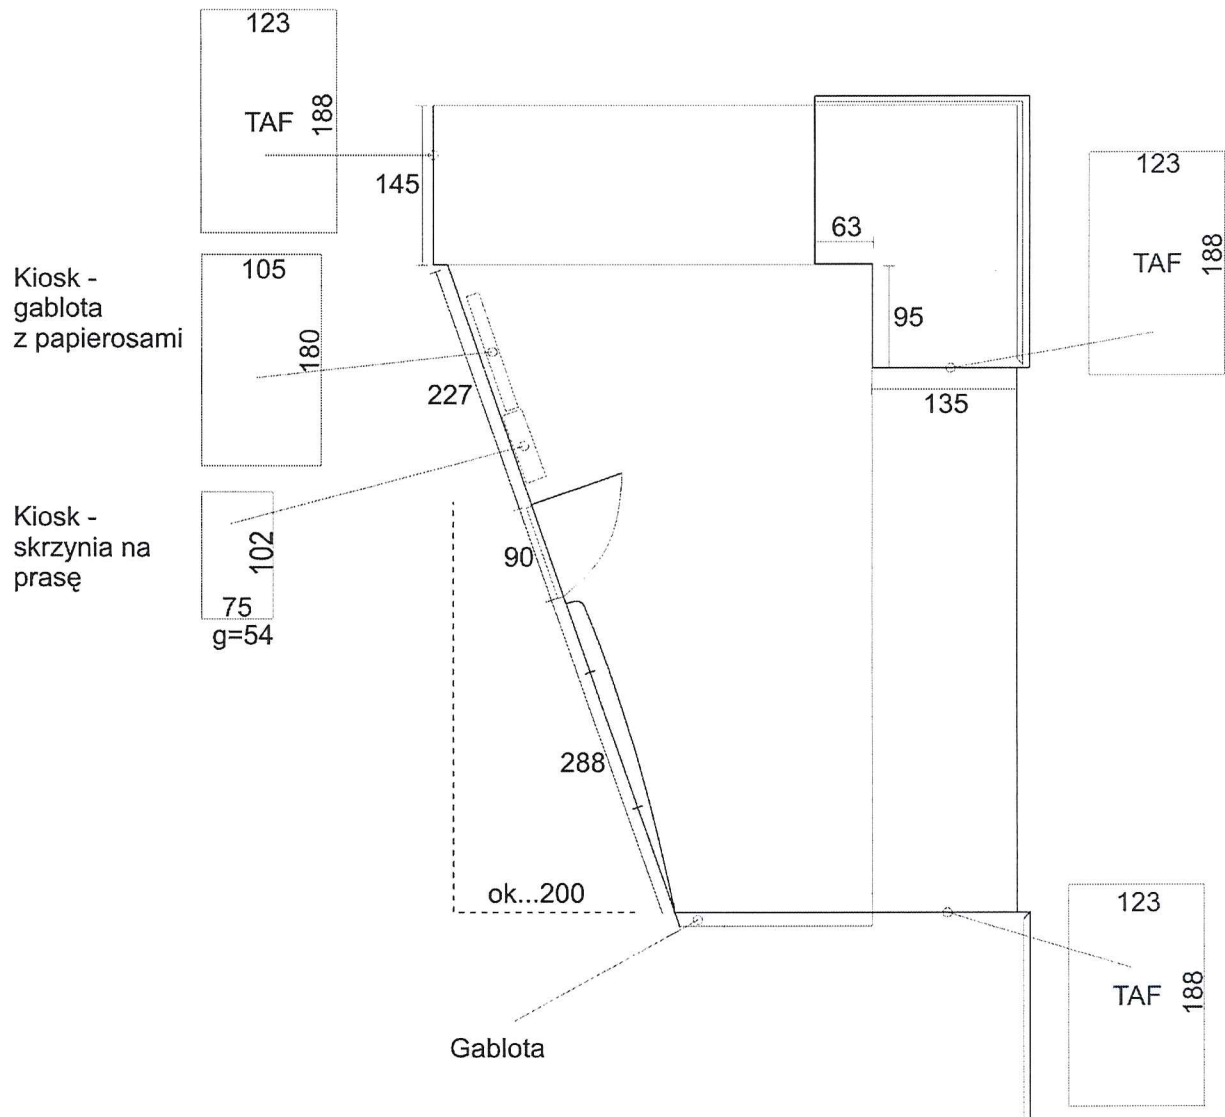 123
TAF
188
145
63
123
TAF
188
Kiosk -
gablota
z papierosami
105
180
227
95
135
Kiosk -
skrzynia na
prasę
102
75
g=54
90
288
ok...200
123
TAF
188
Gablota